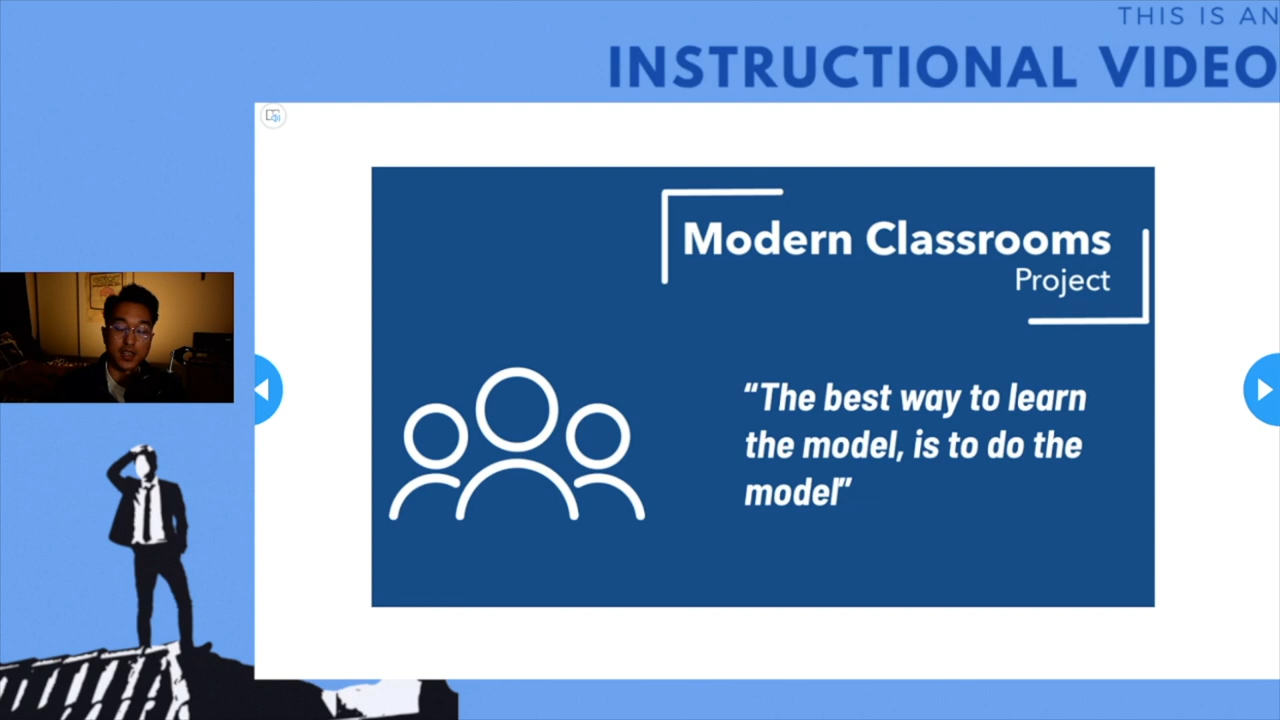 THIS IS AN
INSTRUCTIONAL VIDEO
Modern Classrooms
Project
“The best way to learn
the model, is to do the
model”